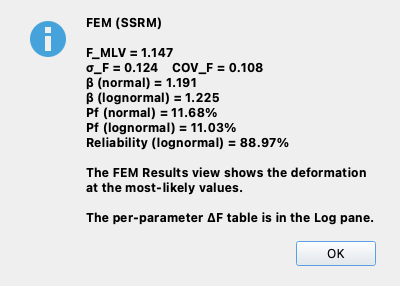 FEM (SSRM)
F_MLV = 1.147
σ_F = 0.124    COV_F = 0.108
β (normal) = 1.191
β (lognormal) = 1.225
Pf (normal) = 11.68%
Pf (lognormal) = 11.03%
Reliability (lognormal) = 88.97%
The FEM Results view shows the deformation
at the most-likely values.
The per-parameter ΔF table is in the Log pane.
OK